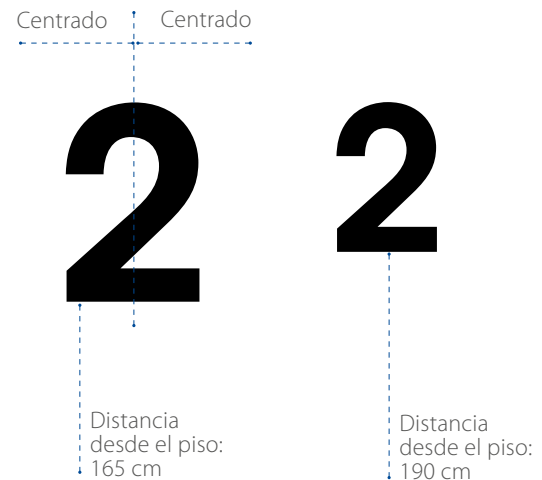 Centrado Centrado
2 2
Distancia
desde el piso:
165 cm
Distancia
desde el piso:
190 cm